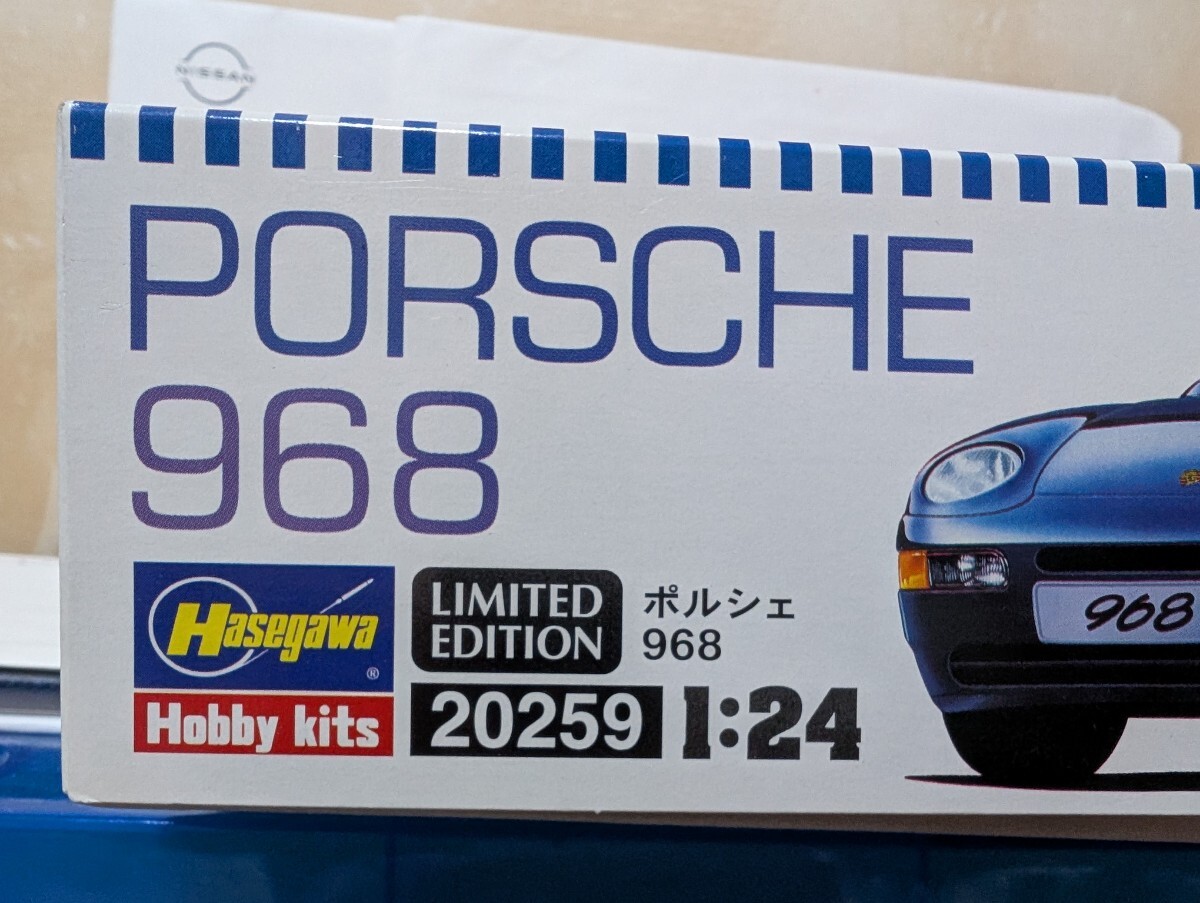 NISSAN
PORSCHE
968
Hasegawa®
Hobby kits
LIMITED
EDITION
ポルシェ
968
20259
1:24
968